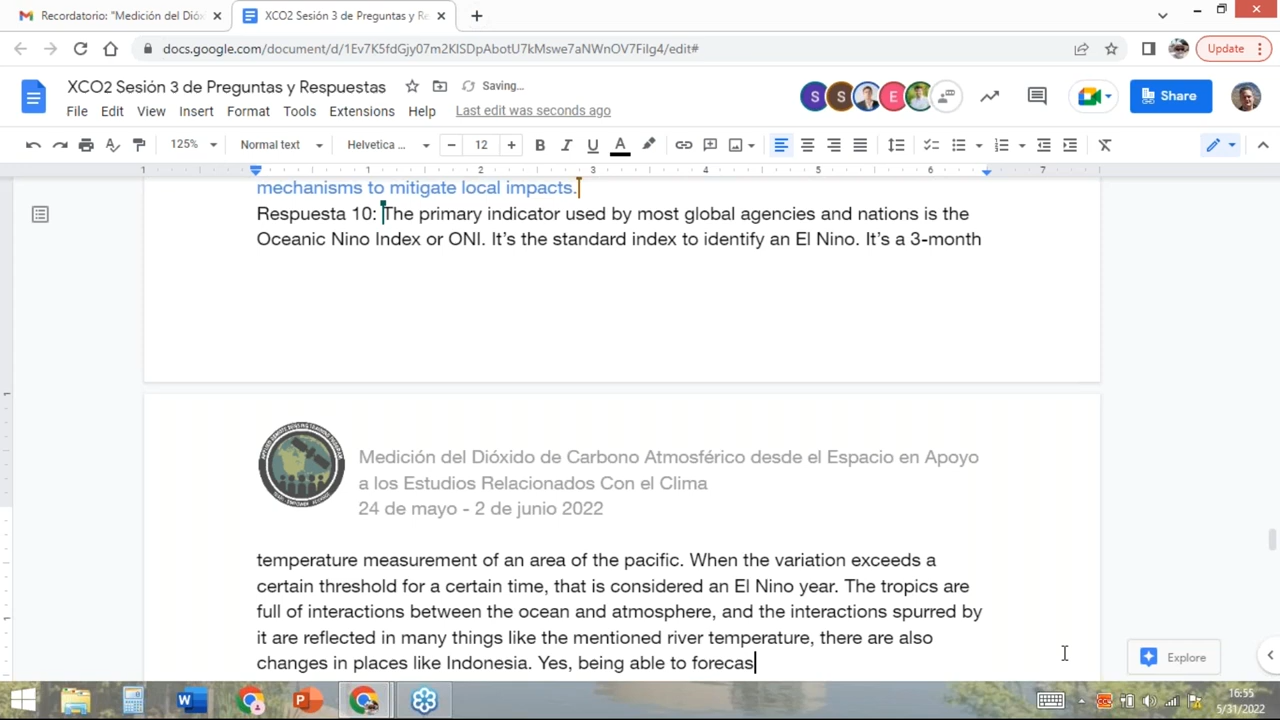 Recordatorio: "Medición del Dióx
XCO2 Sesión 3 de Preguntas y Re
docs.google.com/document/d/1Ev7K5fdGjy07m2KlSDpAbotU7kMswe7aNWnOV7Filg4/edit#
Update
XCO2 Sesión 3 de Preguntas y Respuestas
Saving...
S
S
E
Share
File Edit View Insert Format Tools Extensions Help
Last edit was seconds ago
125%
Normal text
Helvetica ...
12
1 1 2 3 4 5 6 7
mechanisms to mitigate local impacts.
Respuesta 10: The primary indicator used by most global agencies and nations is the
Oceanic Nino Index or ONI. It's the standard index to identify an El Nino. It's a 3-month
Medición del Dióxido de Carbono Atmosférico desde el Espacio en Apoyo
a los Estudios Relacionados Con el Clima
24 de mayo - 2 de junio 2022
temperature measurement of an area of the pacific. When the variation exceeds a
certain threshold for a certain time, that is considered an El Nino year. The tropics are
full of interactions between the ocean and atmosphere, and the interactions spurred by
it are reflected in many things like the mentioned river temperature, there are also
changes in places like Indonesia. Yes, being able to forecas
Explore
16:55
5/31/2022